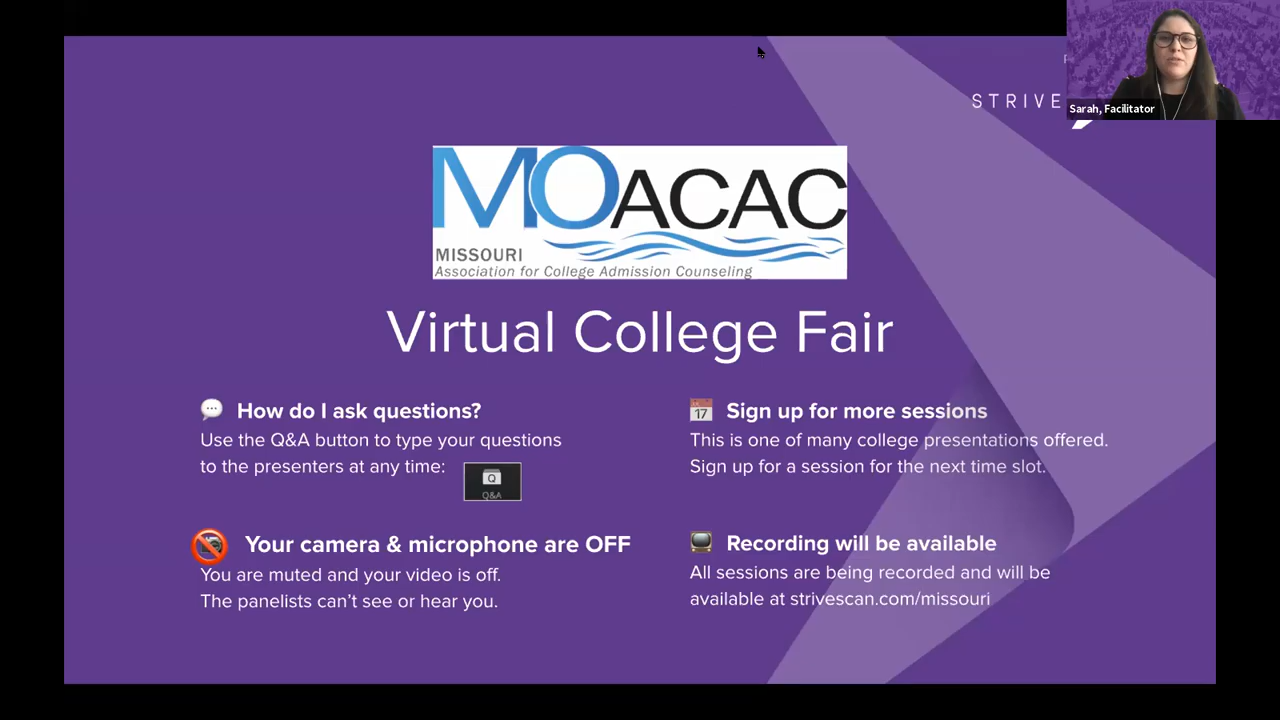 STRIVE
Sarah, Facilitator
MOACAC
MISSOURI
Association for College Admission Counseling
Virtual College Fair
How do I ask questions?
Use the Q&A button to type your questions
to the presenters at any time:
Q
Q&A
Sign up for more sessions
17
This is one of many college presentations offered.
Sign up for a session for the next time slot.
Your camera & microphone are OFF
You are muted and your video is off.
The panelists can't see or hear you.
Recording will be available
All sessions are being recorded and will be
available at strivescan.com/missouri